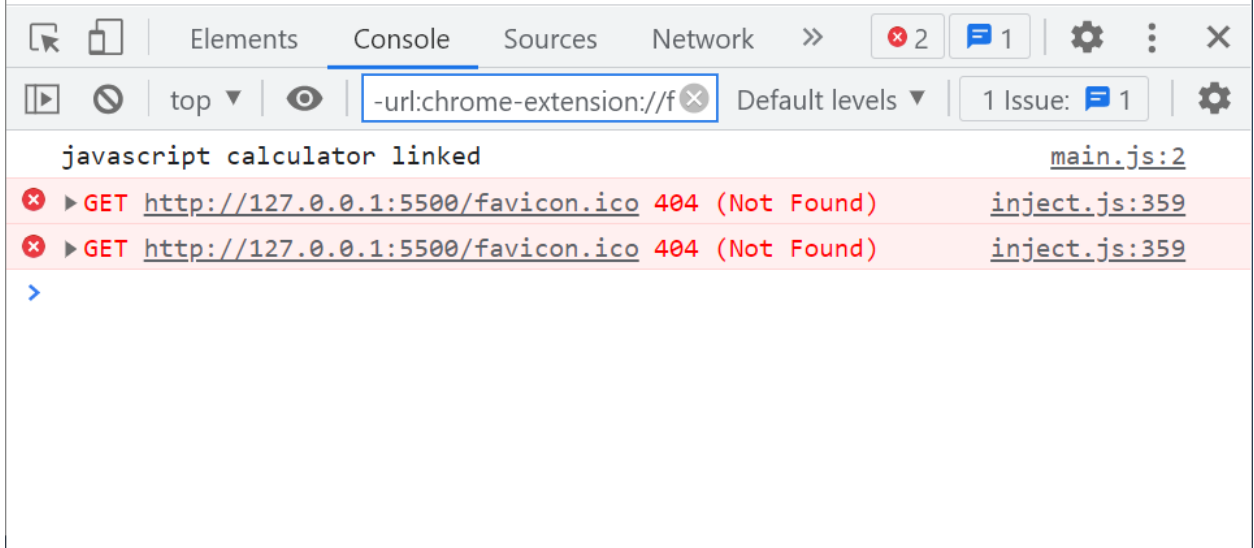 Elements Console Sources Network 2 1
top -url:chrome-extension://f Default levels 1 Issue: 1
javascript calculator linked main.js:2
GET http://127.0.0.1:5500/favicon.ico 404 (Not Found) inject.js:359
GET http://127.0.0.1:5500/favicon.ico 404 (Not Found) inject.js:359